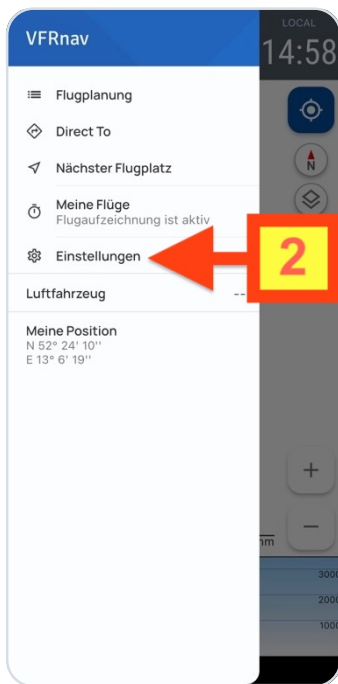 VFRnav
LOCAL
14:58
Flugplanung
Direct To
Nächster Flugplatz
N
Meine Flüge
Flugaufzeichnung ist aktiv
Einstellungen
2
Luftfahrzeug --
Meine Position
N 52° 24' 10''
E 13° 6' 19''
+
−
nm
3000
2000
1000